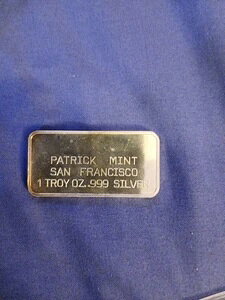 PATRICK MINT
SAN FRANCISCO
1 TROY OZ. .999 SILVER